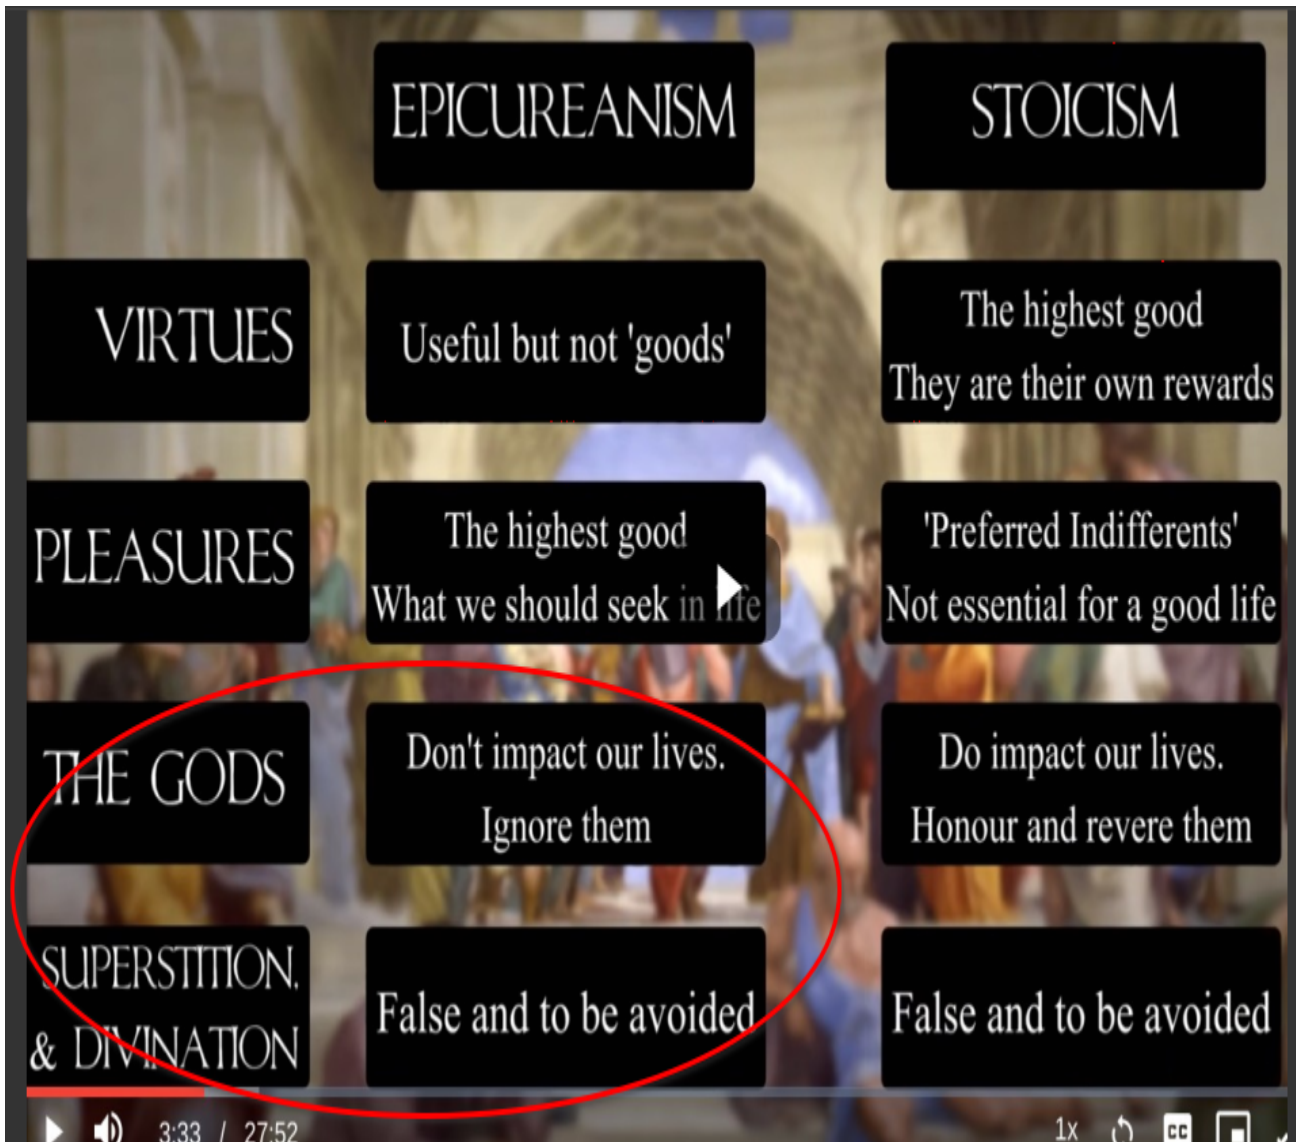 EPICUREANISM
STOICISM
VIRTUES
Useful but not 'goods'
The highest good
They are their own rewards
PLEASURES
The highest good
What we should seek in life
'Preferred Indifferents'
Not essential for a good life
THE GODS
Don't impact our lives.
Ignore them
Do impact our lives.
Honour and revere them
SUPERSTITION,
& DIVINATION
False and to be avoided
False and to be avoided
3:33 / 27:52
1x
CC